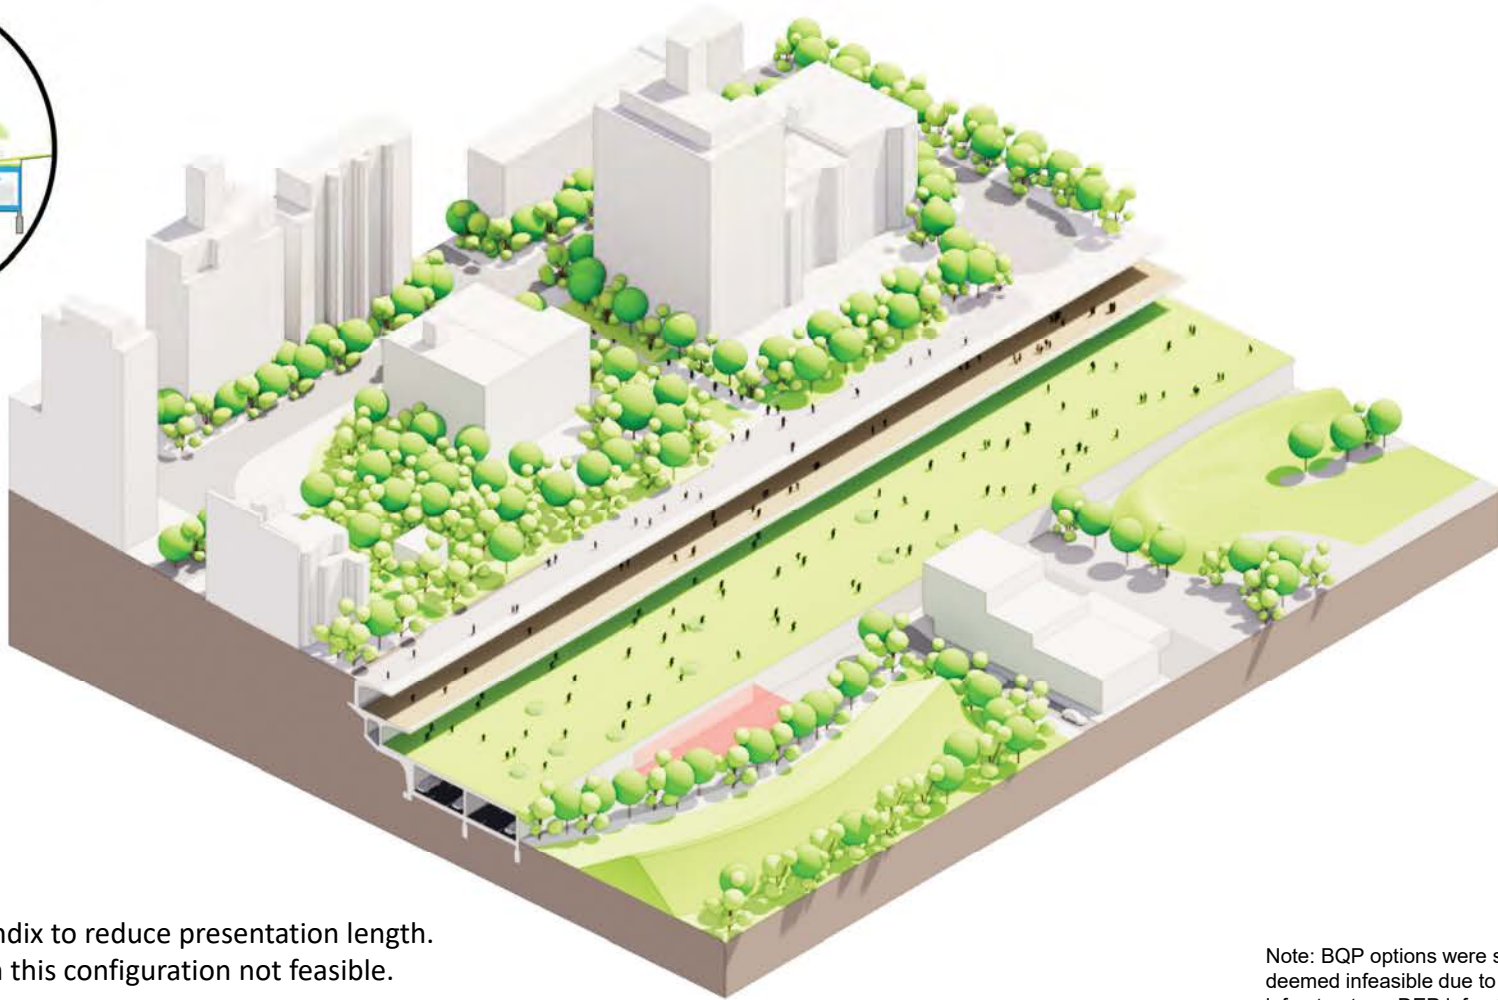 ndix to reduce presentation length.
this configuration not feasible.
Note: BQP options were
deemed infeasible due to